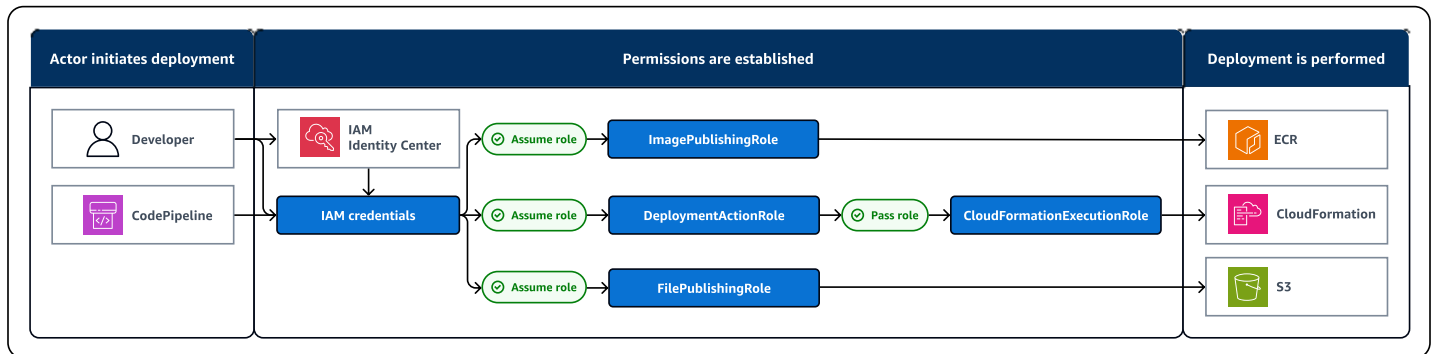 Actor initiates deployment
Permissions are established
Deployment is performed
Developer
IAM
Identity Center
Assume role
ImagePublishingRole
ECR
CodePipeline
IAM credentials
Assume role
DeploymentActionRole
Pass role
CloudFormationExecutionRole
CloudFormation
Assume role
FilePublishingRole
S3